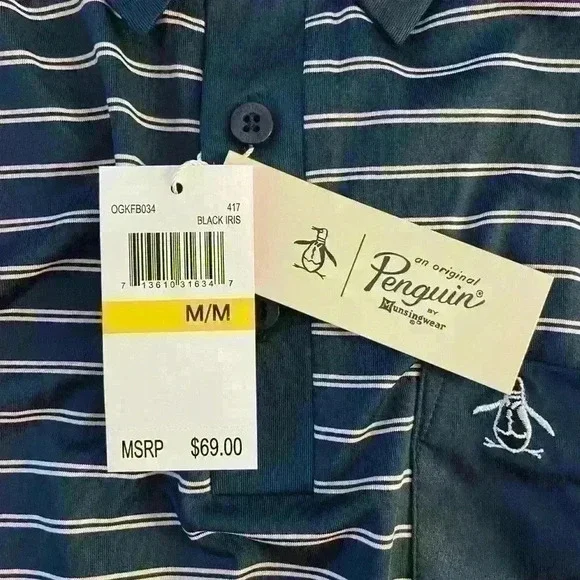 OGKFB034 417
BLACK IRIS
7 13610 31634 7
M/M
MSRP $69.00
an original
Penguin®
BY
Munsingwear®